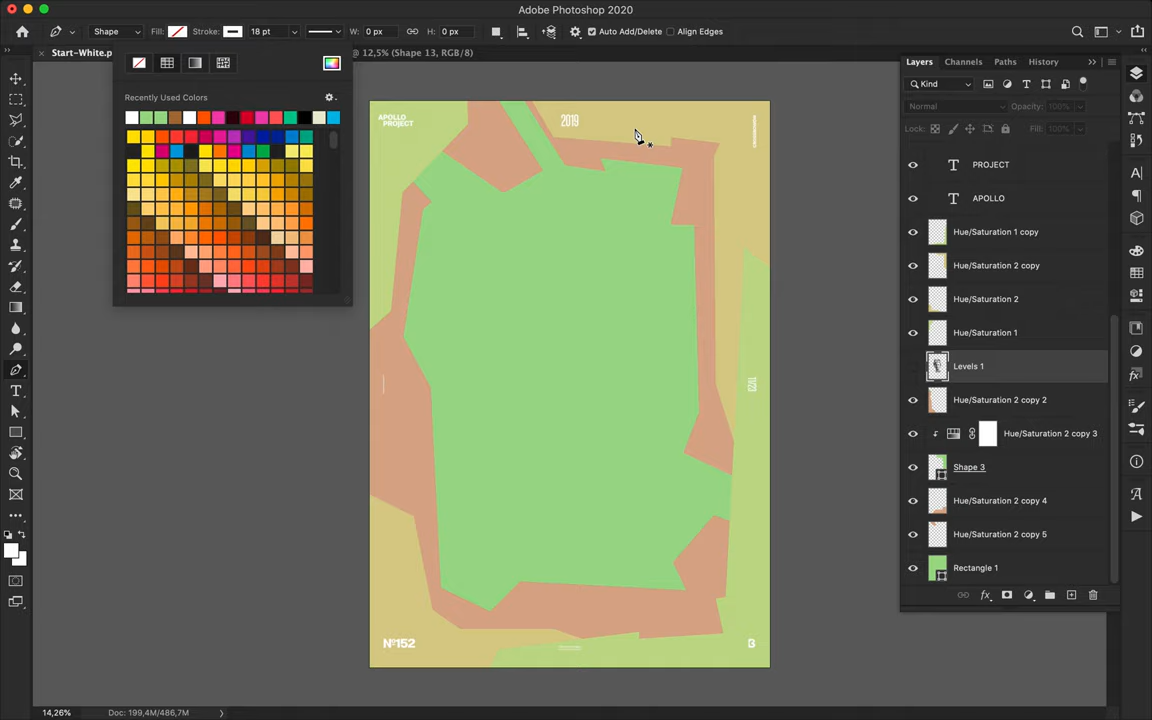 Adobe Photoshop 2020
Shape Fill: Stroke: 18 pt W: 0 px H: 0 px Auto Add/Delete Align Edges
Start-White.p @ 12,5% (Shape 13, RGB/8)
Recently Used Colors
APOLLO
PROJECT
2019
11/23
Nº152
B
Layers Channels Paths History
Kind
Normal Opacity: 100%
Lock: Fill: 100%
PROJECT
APOLLO
Hue/Saturation 1 copy
Hue/Saturation 2 copy
Hue/Saturation 2
Hue/Saturation 1
Levels 1
Hue/Saturation 2 copy 2
Hue/Saturation 2 copy 3
Shape 3
Hue/Saturation 2 copy 4
Hue/Saturation 2 copy 5
Rectangle 1
14,26% Doc: 199,4M/486,7M